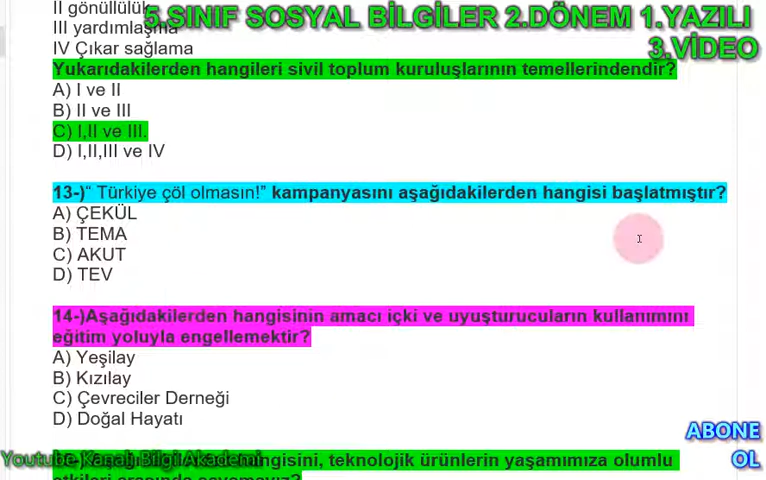 II gönüllülük
5.SINIF SOSYAL BİLGİLER 2.DÖNEM 1.YAZILI
III yardımlaşma
3.VİDEO
IV Çıkar sağlama
Yukarıdakilerden hangileri sivil toplum kuruluşlarının temellerindendir?
A) I ve II
B) II ve III
C) I,II ve III.
D) I,II,III ve IV
13-)“ Türkiye çöl olmasın!” kampanyasını aşağıdakilerden hangisi başlatmıştır?
A) ÇEKÜL
B) TEMA
C) AKUT
D) TEV
14-)Aşağıdakilerden hangisinin amacı içki ve uyuşturucuların kullanımını
eğitim yoluyla engellemektir?
A) Yeşilay
B) Kızılay
C) Çevreciler Derneği
D) Doğal Hayatı
ABONE
OL
Youtube Kanalı Bilgi Akademi
hangisini, teknolojik ürünlerin yaşamımıza olumlu
etkileri arasında sayamayız?